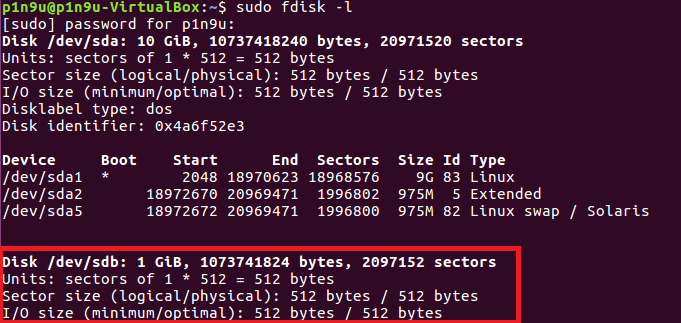 p1n9u@p1n9u-VirtualBox:~$ sudo fdisk -l
[sudo] password for p1n9u:
Disk /dev/sda: 10 GiB, 10737418240 bytes, 20971520 sectors
Units: sectors of 1 * 512 = 512 bytes
Sector size (logical/physical): 512 bytes / 512 bytes
I/O size (minimum/optimal): 512 bytes / 512 bytes
Disklabel type: dos
Disk identifier: 0x4a6f52e3
Device     Boot    Start      End  Sectors  Size Id Type
/dev/sda1  *        2048 18970623 18968576    9G 83 Linux
/dev/sda2       18972670 20969471  1996802  975M  5 Extended
/dev/sda5       18972672 20969471  1996800  975M 82 Linux swap / Solaris
Disk /dev/sdb: 1 GiB, 1073741824 bytes, 2097152 sectors
Units: sectors of 1 * 512 = 512 bytes
Sector size (logical/physical): 512 bytes / 512 bytes
I/O size (minimum/optimal): 512 bytes / 512 bytes